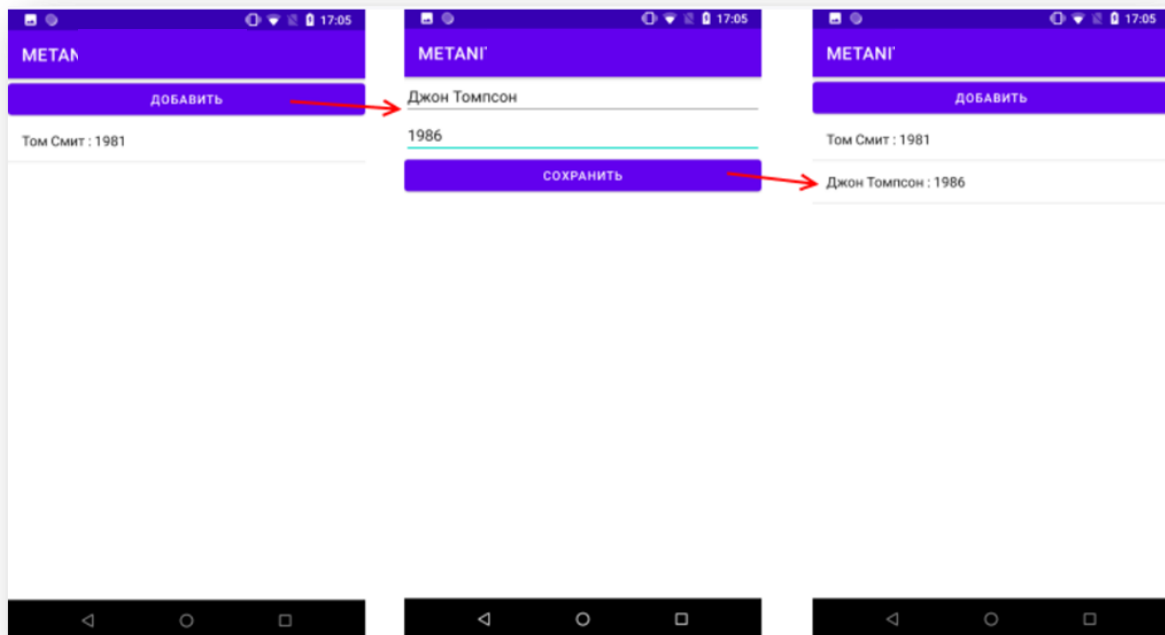 17:05
METAN
ДОБАВИТЬ
Том Смит : 1981
17:05
METANI
Джон Томпсон
1986
СОХРАНИТЬ
17:05
METANI
ДОБАВИТЬ
Том Смит : 1981
Джон Томпсон : 1986